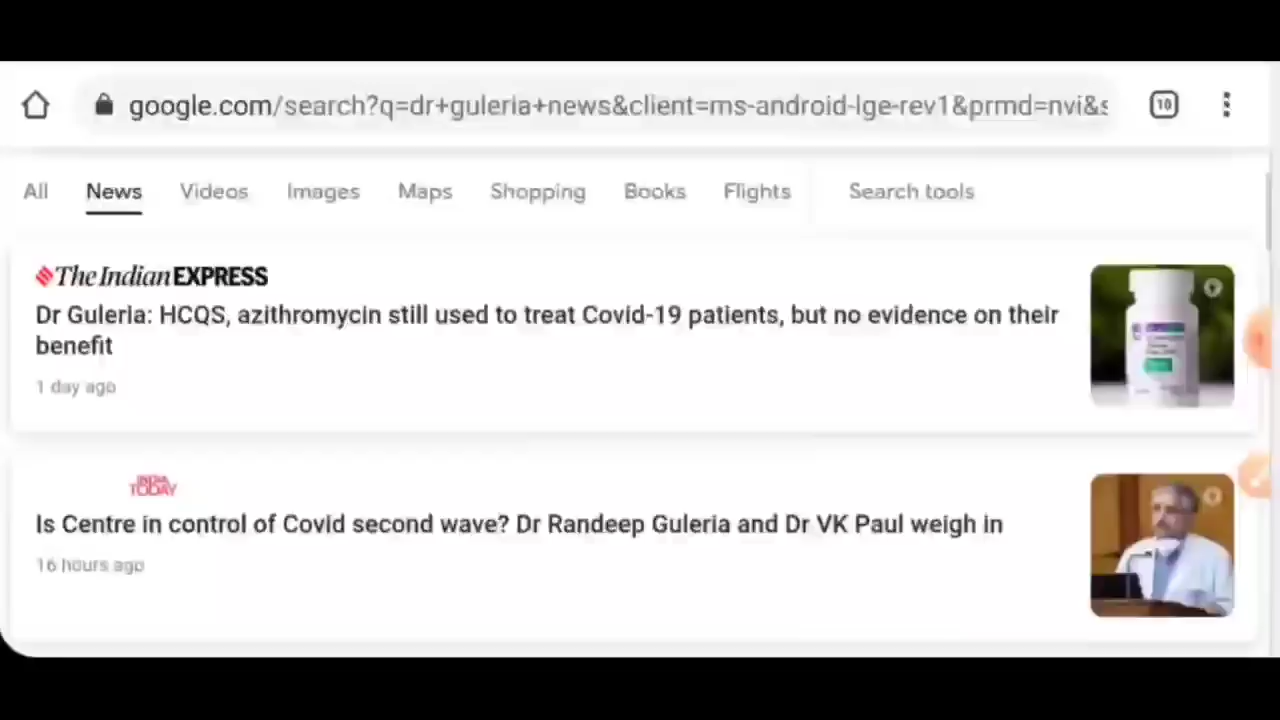 google.com/search?q=dr+guleria+news&client=ms-android-lge-rev1&prmd=nvi&s
10
All News Videos Images Maps Shopping Books Flights Search tools
The Indian EXPRESS
Dr Guleria: HCQS, azithromycin still used to treat Covid-19 patients, but no evidence on their
benefit
1 day ago
INDIA
TODAY
Is Centre in control of Covid second wave? Dr Randeep Guleria and Dr VK Paul weigh in
16 hours ago